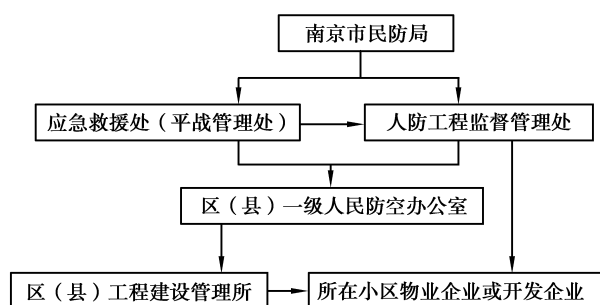 南京市民防局
应急救援处（平战管理处）
人防工程监督管理处
区（县）一级人民防空办公室
区（县）工程建设管理所
所在小区物业企业或开发企业